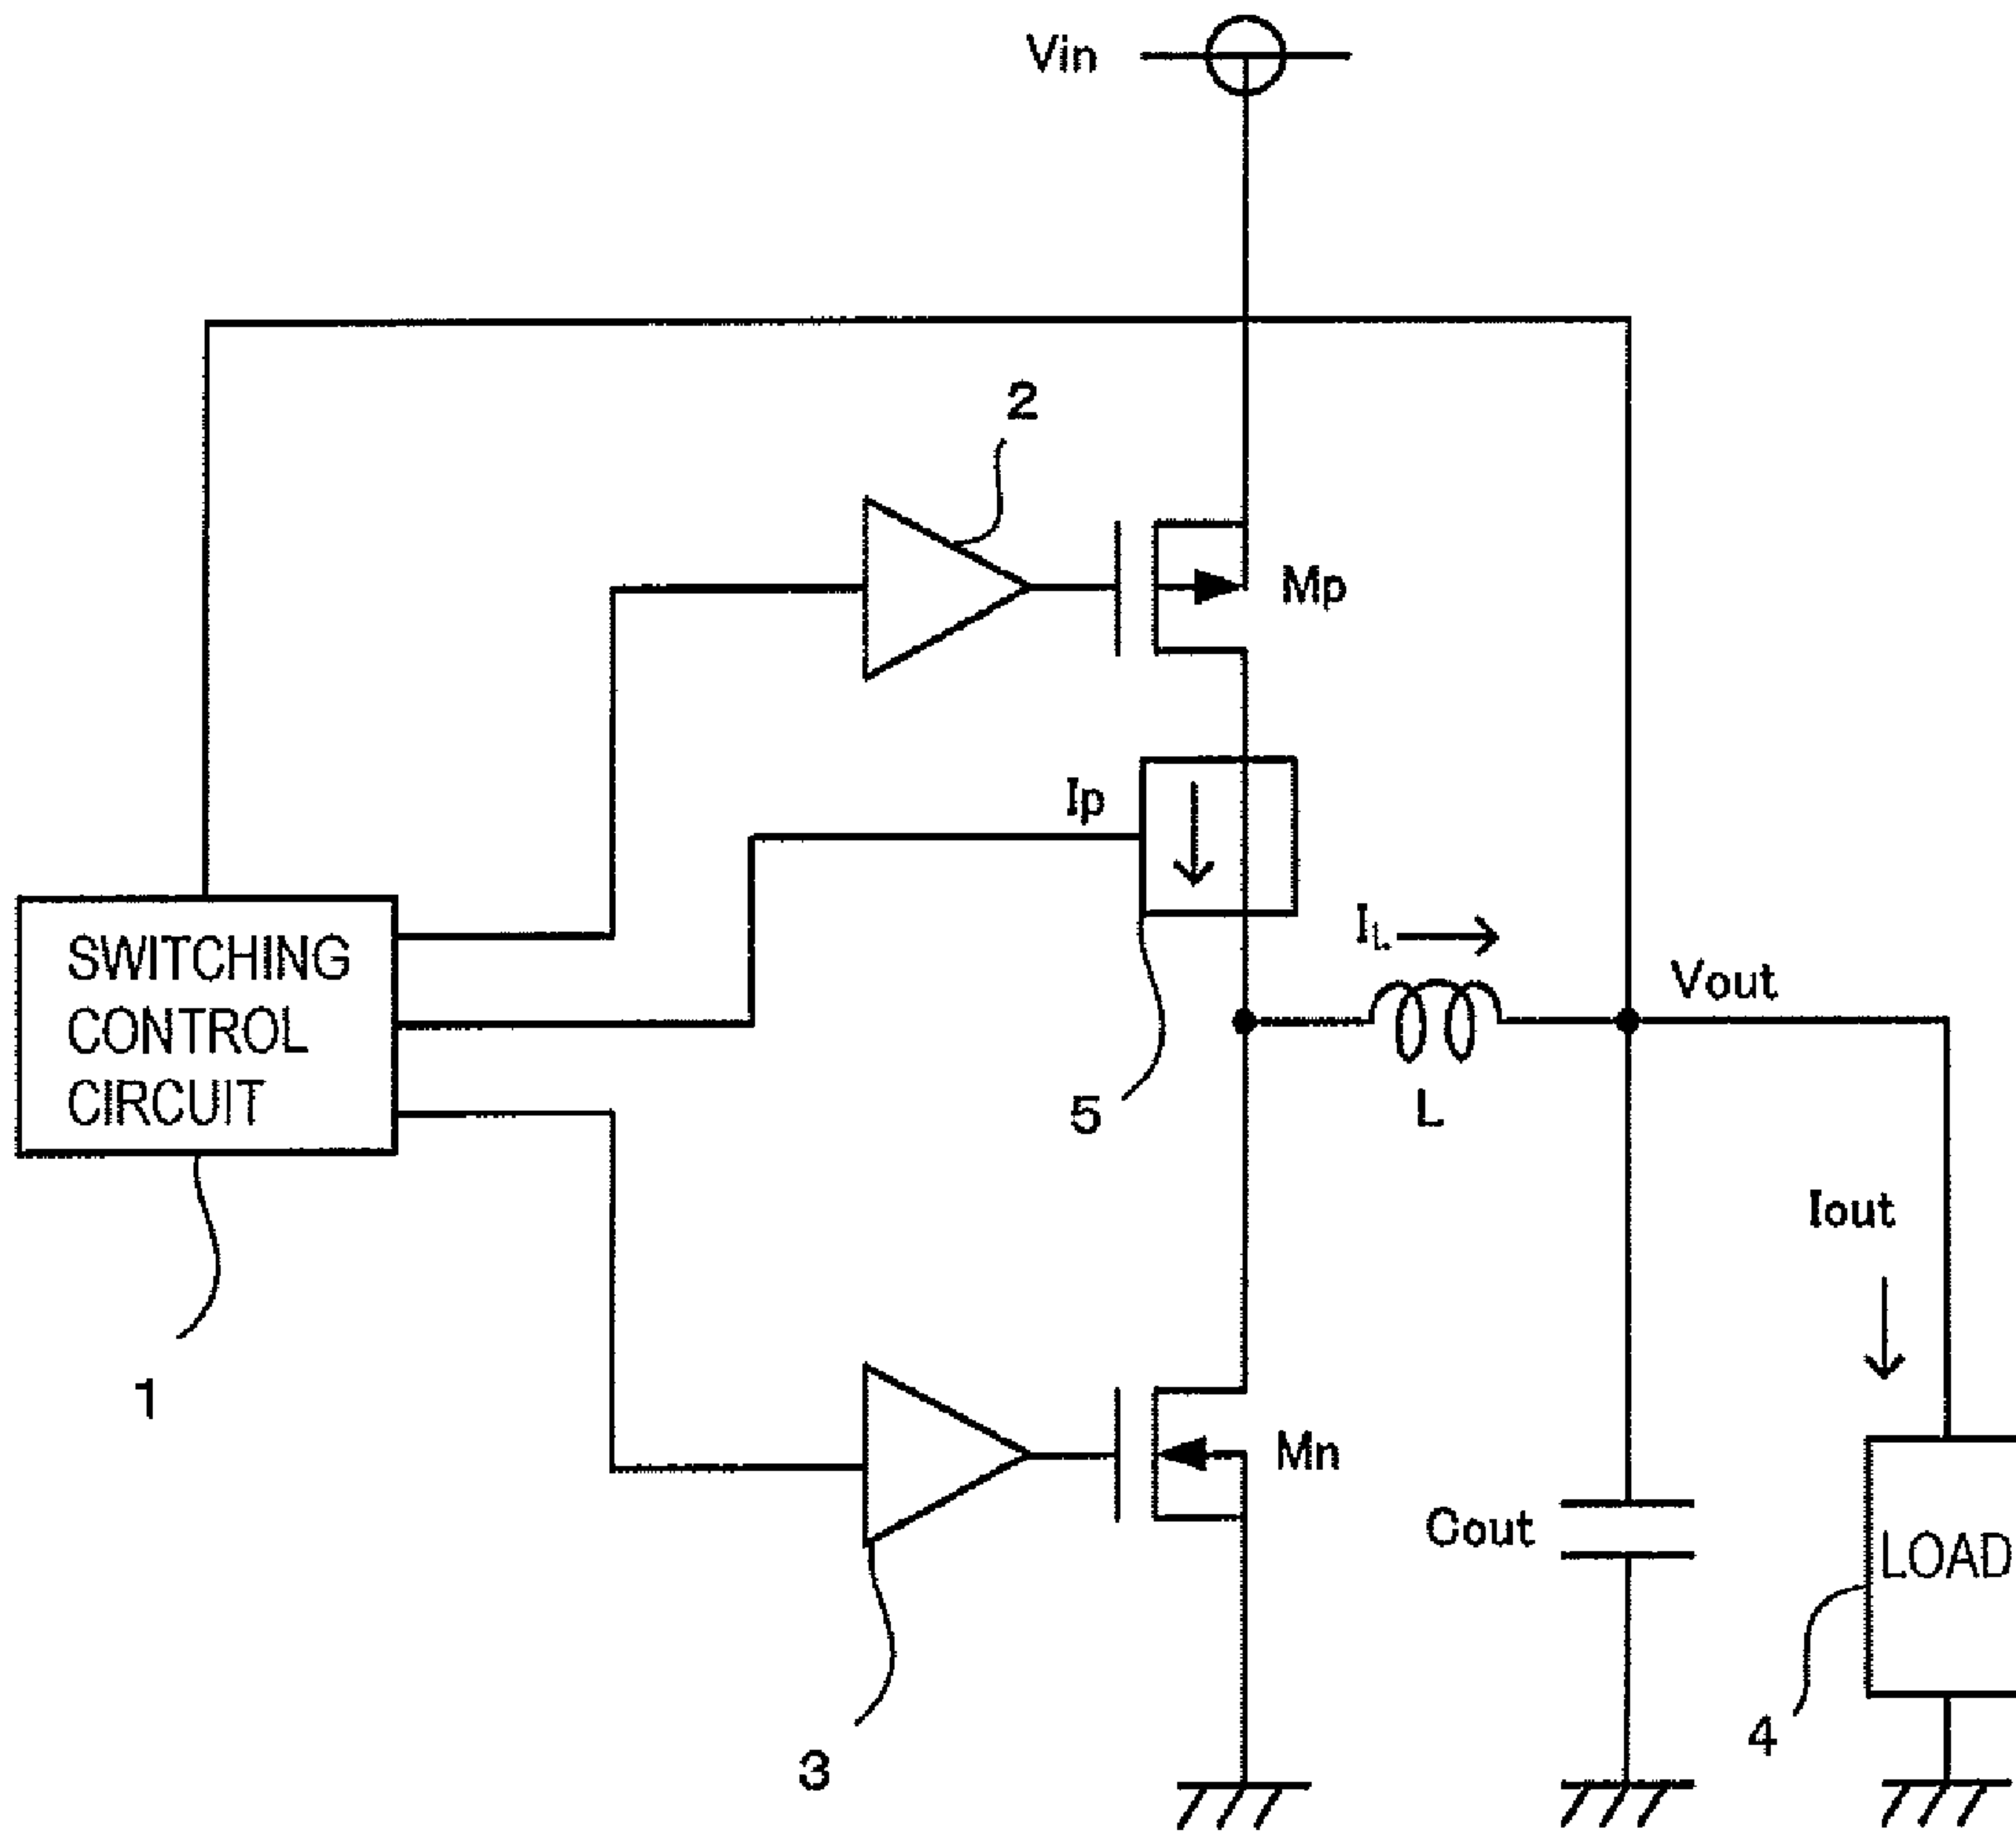 Vin
2
Mp
Ip
SWITCHING
CONTROL
CIRCUIT
IL
Vout
5
L
Iout
1
Mn
Cout
LOAD
3
4